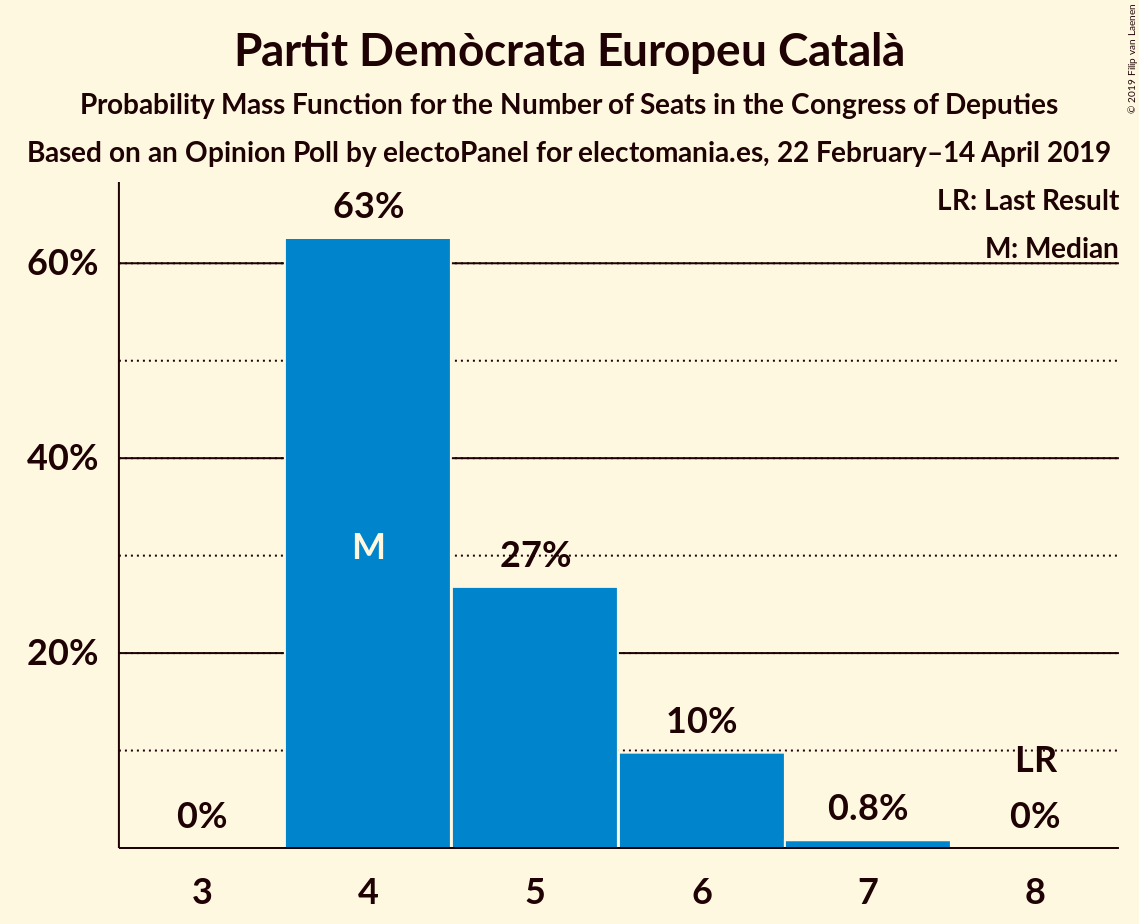 Partit Demòcrata Europeu Català
Probability Mass Function for the Number of Seats in the Congress of Deputies
Based on an Opinion Poll by electoPanel for electomania.es, 22 February–14 April 2019
© 2019 Filip van Laenen
LR: Last Result
M: Median
63%
60%
40%
20%
M
27%
10%
0.8%
LR
0%
0%
3 4 5 6 7 8